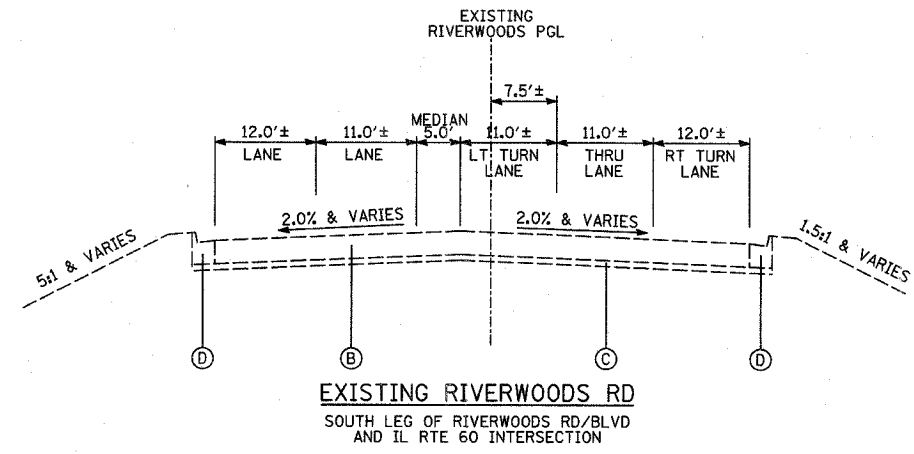 EXISTING
RIVERWOODS PGL
7.5'±
MEDIAN
12.0'± 11.0'± 5.0' 11.0'± 11.0'± 12.0'±
LANE LANE LT TURN THRU RT TURN
LANE LANE LANE
2.0% & VARIES 2.0% & VARIES
5:1 & VARIES 1.5:1 & VARIES
D B C D
EXISTING RIVERWOODS RD
SOUTH LEG OF RIVERWOODS RD/BLVD
AND IL RTE 60 INTERSECTION